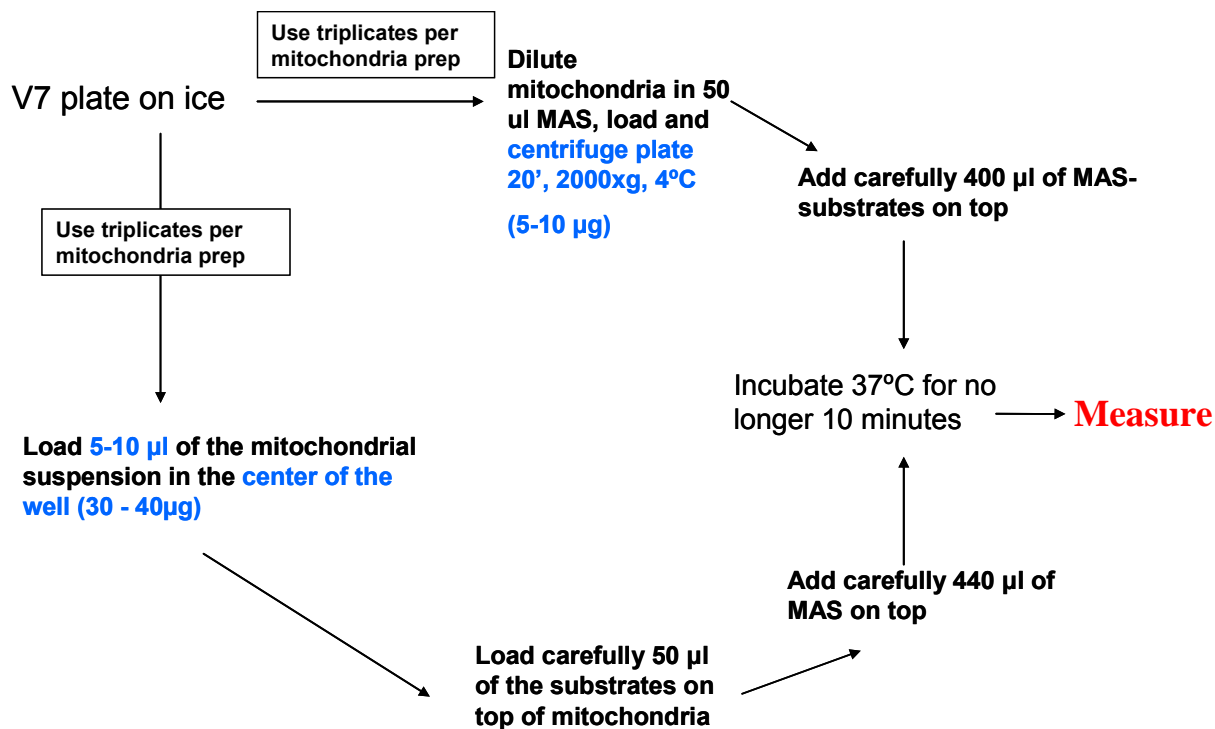 Use triplicates per
mitochondria prep
V7 plate on ice
Dilute
mitochondria in 50
ul MAS, load and
centrifuge plate
20’, 2000xg, 4ºC
(5-10 µg)
Add carefully 400 µl of MAS-
substrates on top
Use triplicates per
mitochondria prep
Incubate 37ºC for no
longer 10 minutes
Measure
Load 5-10 µl of the mitochondrial
suspension in the center of the
well (30 - 40µg)
Add carefully 440 µl of
MAS on top
Load carefully 50 µl
of the substrates on
top of mitochondria